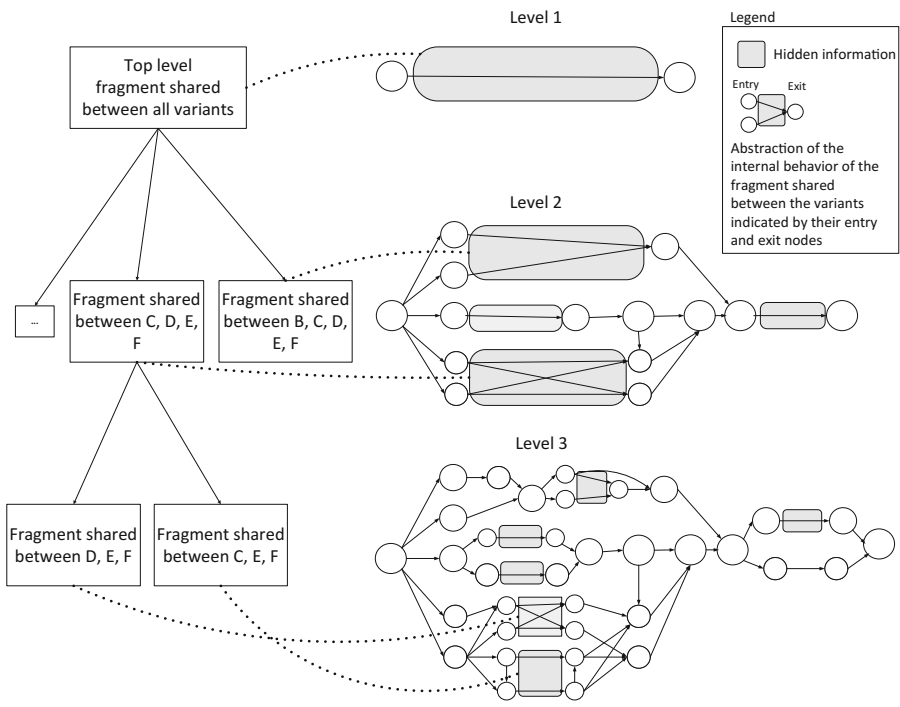 Level 1
Legend
Top level
fragment shared
between all variants
Hidden information
Entry
Exit
Abstraction of the
internal behavior of the
fragment shared
between the variants
indicated by their entry
and exit nodes
Level 2
...
Fragment shared
between C, D, E,
F
Fragment shared
between B, C, D,
E, F
Level 3
Fragment shared
between D, E, F
Fragment shared
between C, E, F